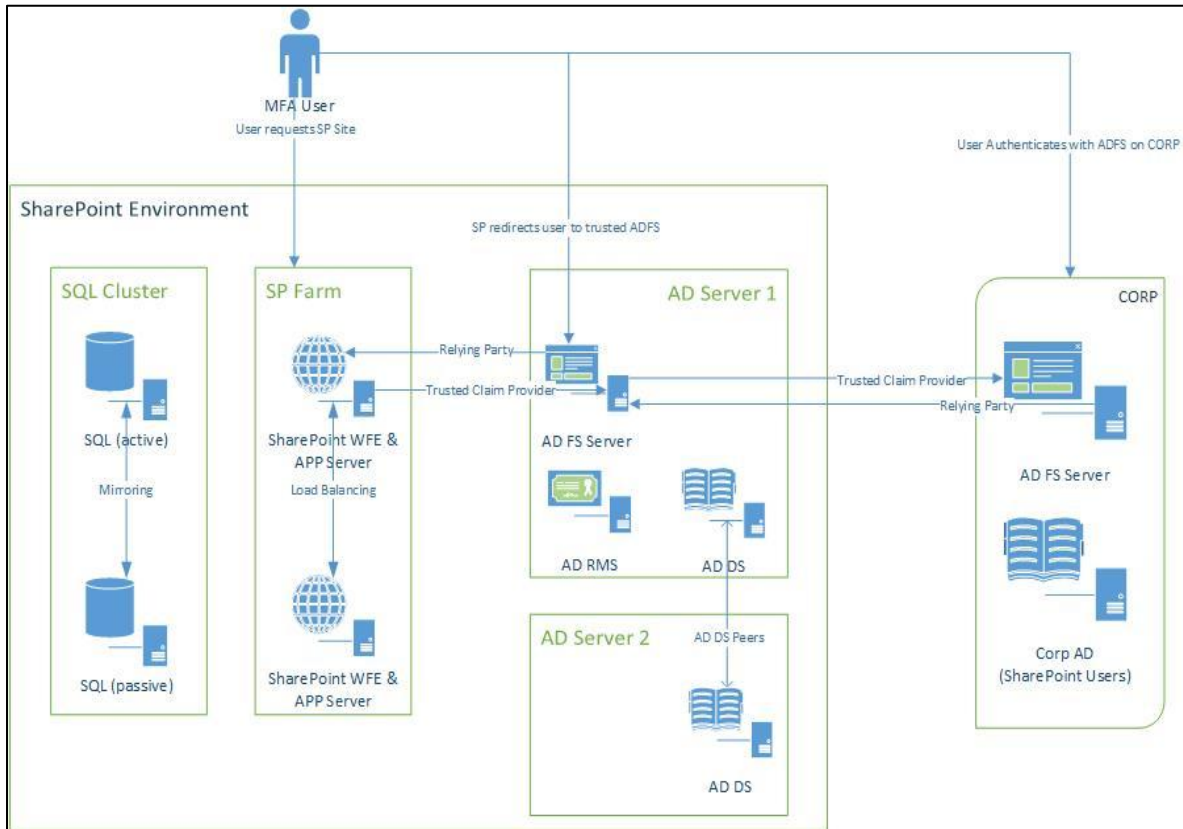 MFA User
User requests SP Site
User Authenticates with ADFS on CORP
SharePoint Environment
SP redirects user to trusted ADFS
SQL Cluster
SP Farm
AD Server 1
CORP
Relying Party
Trusted Claim Provider
Trusted Claim Provider
Relying Party
SQL (active)
SharePoint WFE &
APP Server
AD FS Server
AD FS Server
Mirroring
Load Balancing
AD RMS
AD DS
AD Server 2
AD DS Peers
SQL (passive)
SharePoint WFE &
APP Server
Corp AD
(SharePoint Users)
AD DS